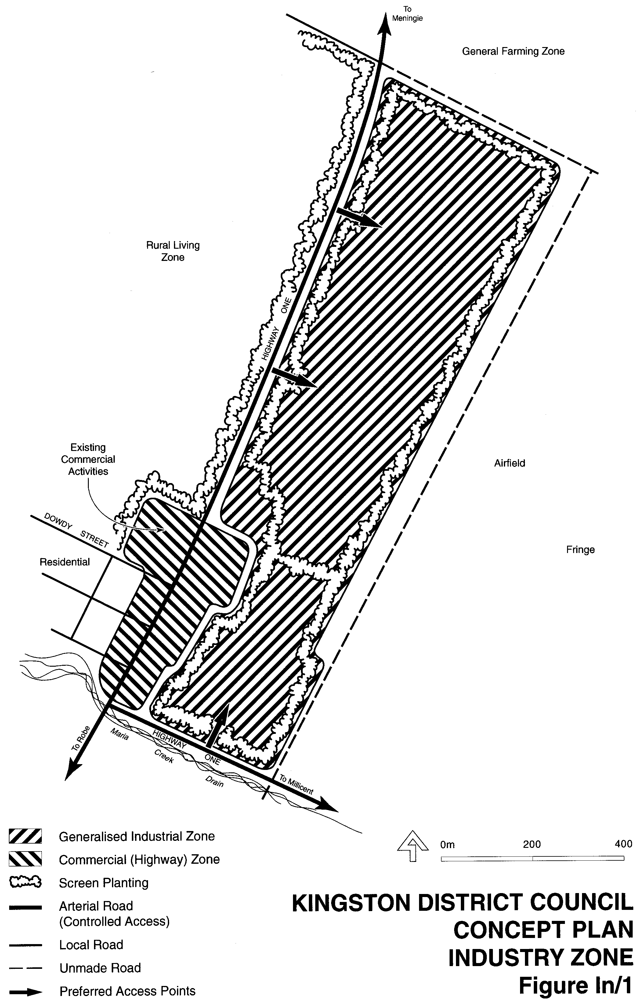 To
Meningie
General Farming Zone
Rural Living
Zone
HIGHWAY ONE
Existing
Commercial
Activities
Airfield
Fringe
DOWDY STREET
Residential
To Robe
Maria Creek Drain
HIGHWAY ONE
To Millicent
Generalised Industrial Zone
Commercial (Highway) Zone
Screen Planting
Arterial Road
(Controlled Access)
Local Road
Unmade Road
Preferred Access Points
0m 200 400
KINGSTON DISTRICT COUNCIL
CONCEPT PLAN
INDUSTRY ZONE
Figure In/1